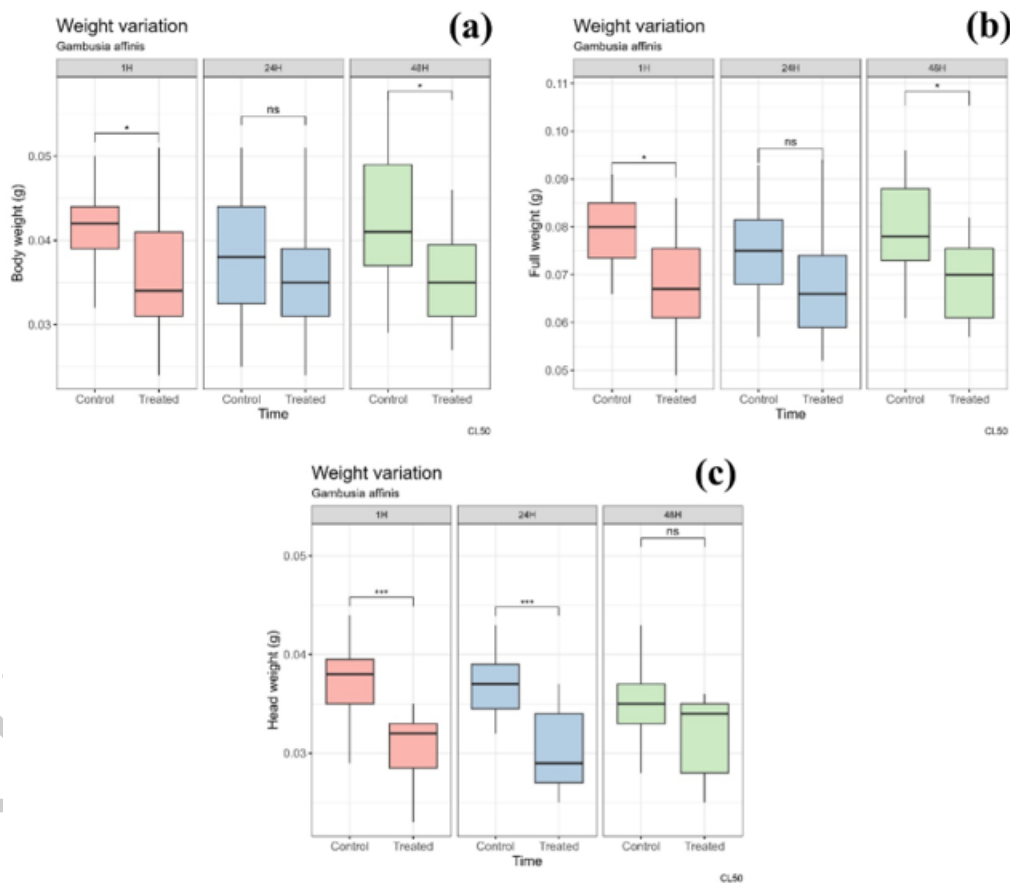 Weight variation
(a)
Gambusia affinis
1H 24H 48H
* ns *
0.05
0.04
0.03
Body weight (g)
Control Treated Control Treated Control Treated
Time
CL50
Weight variation
(b)
Gambusia affinis
1H 24H 48H
* ns *
0.11
0.10
0.09
0.08
0.07
0.06
0.05
Full weight (g)
Control Treated Control Treated Control Treated
Time
CL50
Weight variation
(c)
Gambusia affinis
1H 24H 48H
*** *** ns
0.05
0.04
0.03
Head weight (g)
Control Treated Control Treated Control Treated
Time
CL50